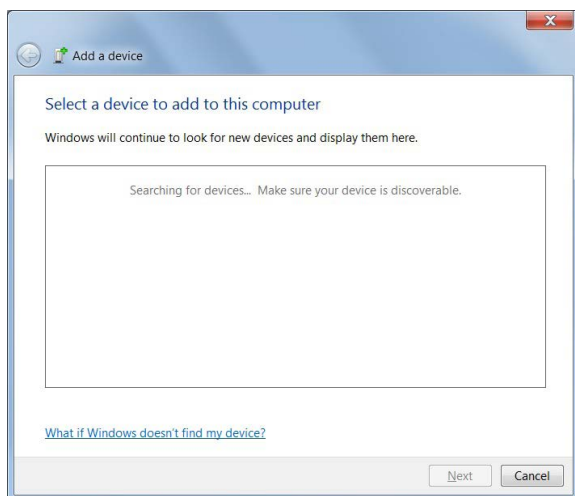 Add a device
Select a device to add to this computer
Windows will continue to look for new devices and display them here.
Searching for devices... Make sure your device is discoverable.
What if Windows doesn't find my device?
Next Cancel